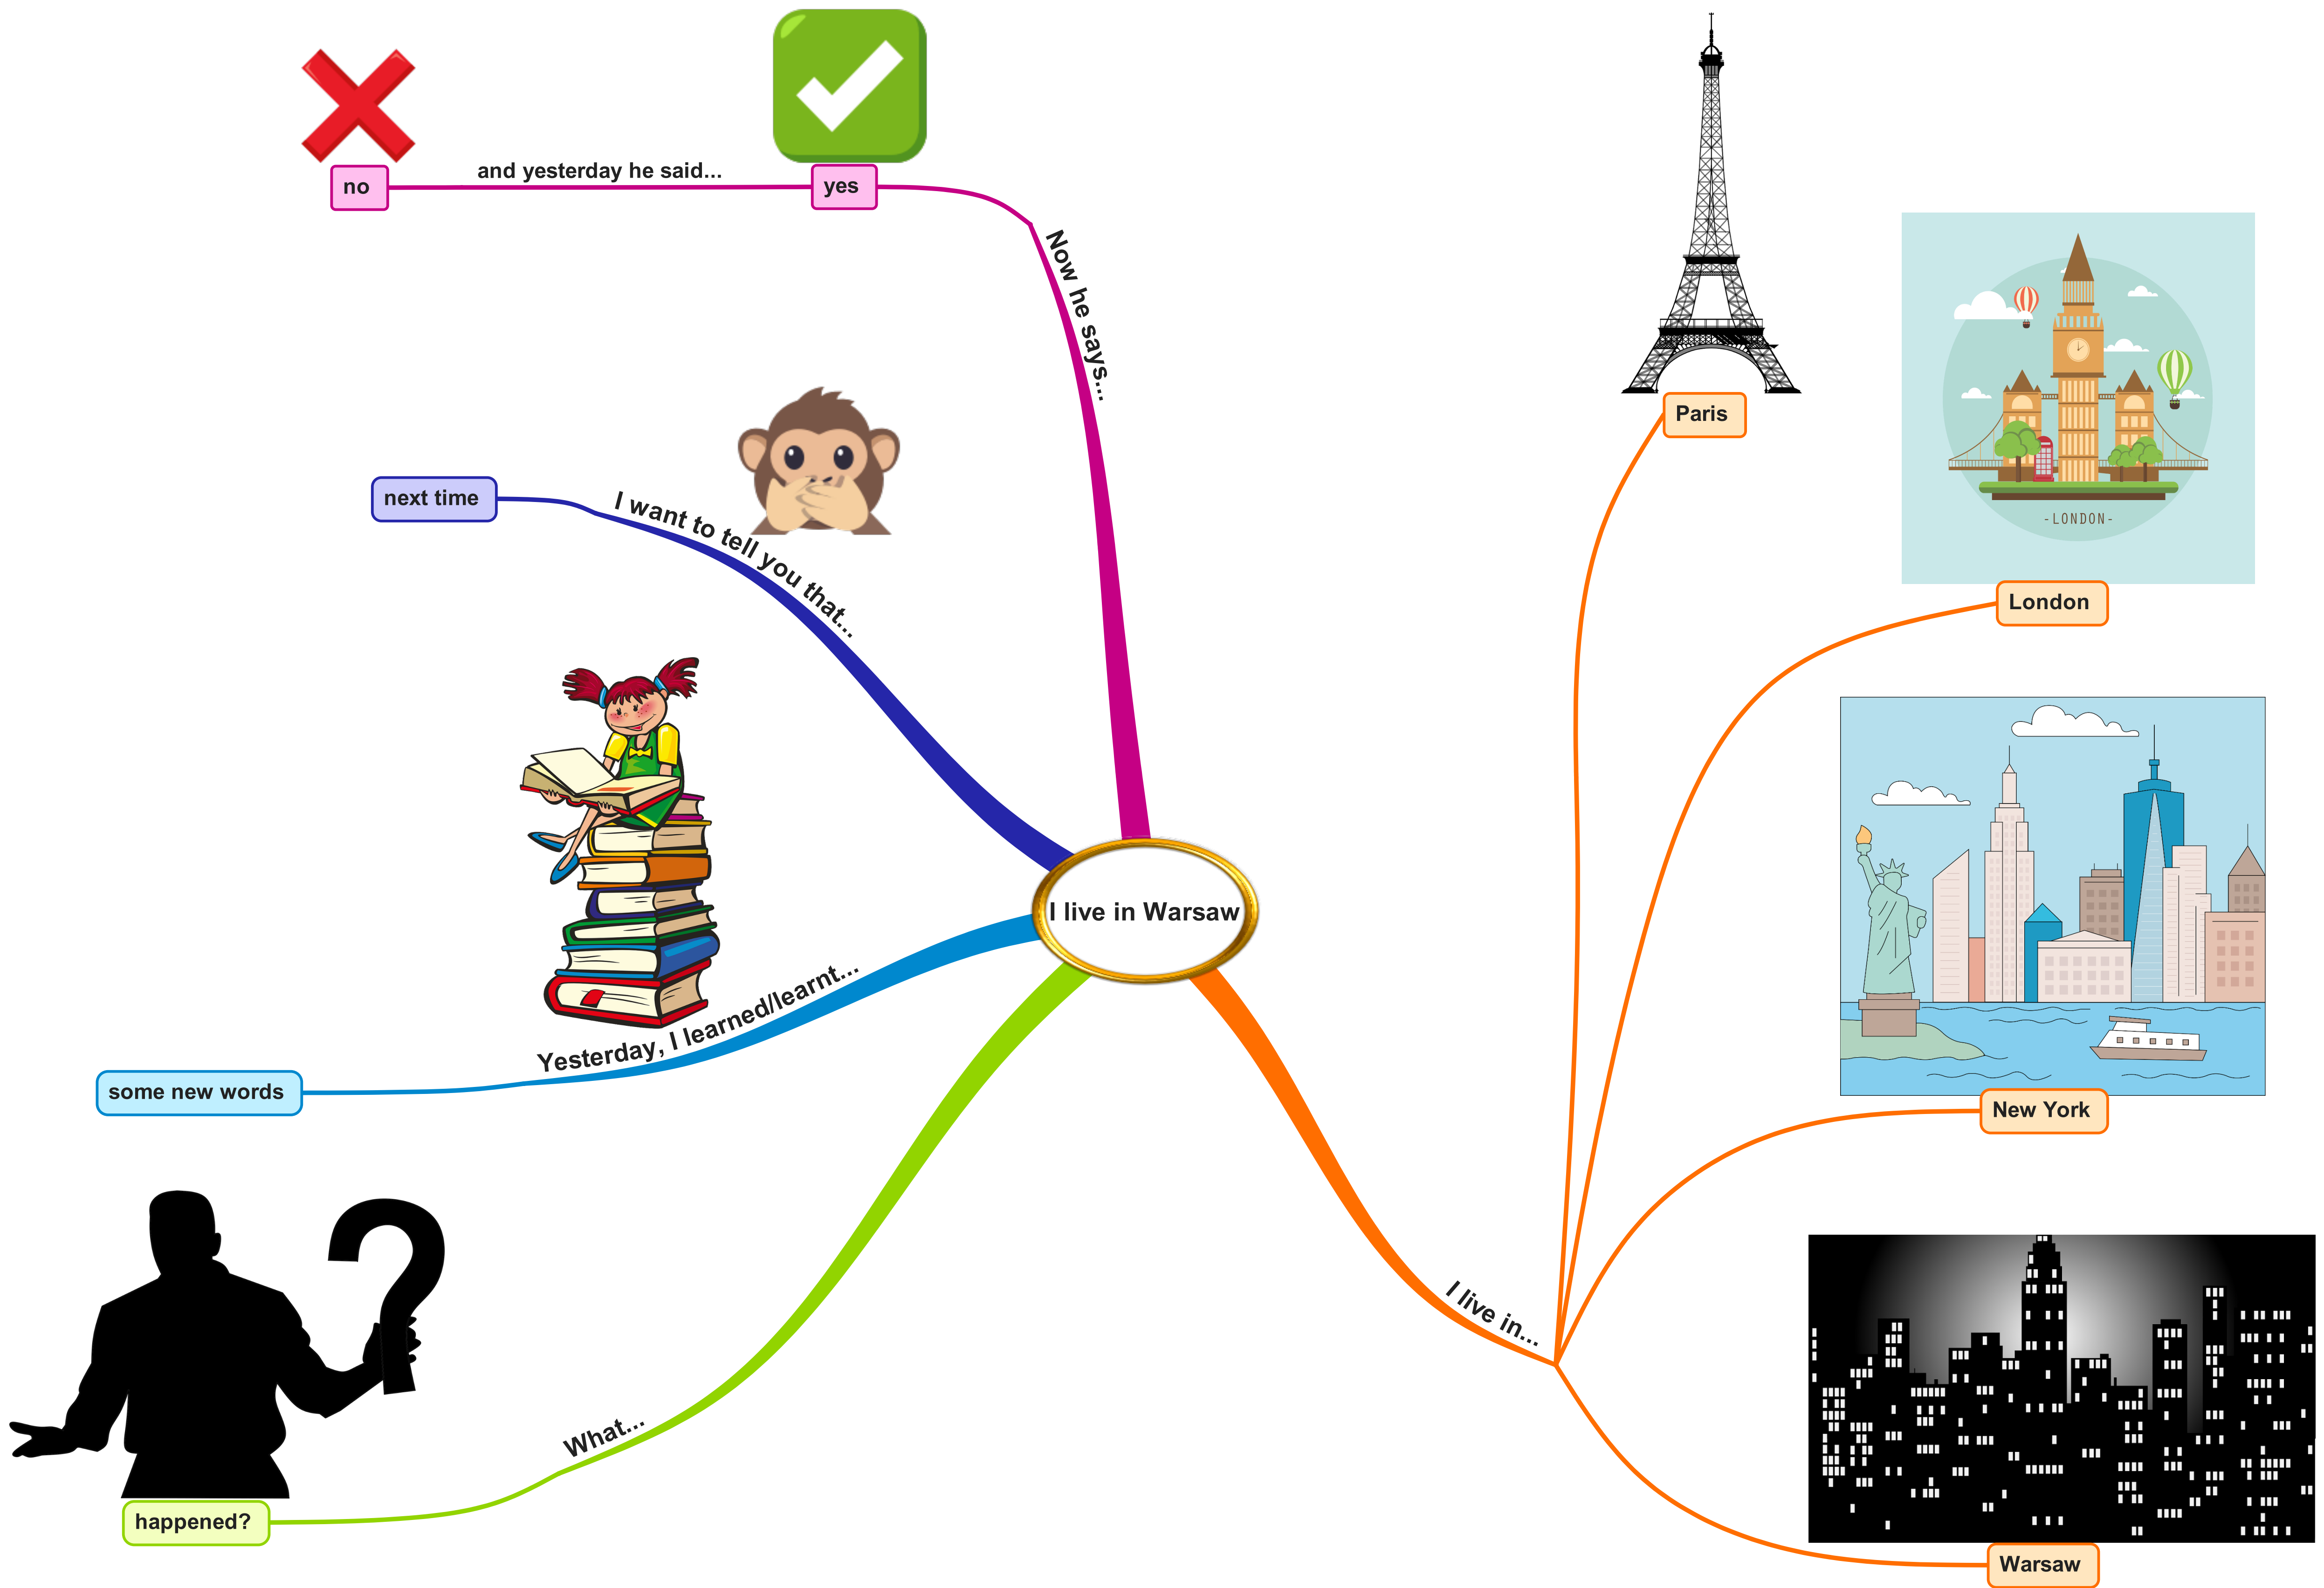 I live in Warsaw
Now he says...
yes
and yesterday he said...
no
I want to tell you that...
next time
Yesterday, I learned/learnt...
some new words
What...
happened?
I live in...
Paris
London
-LONDON-
New York
Warsaw